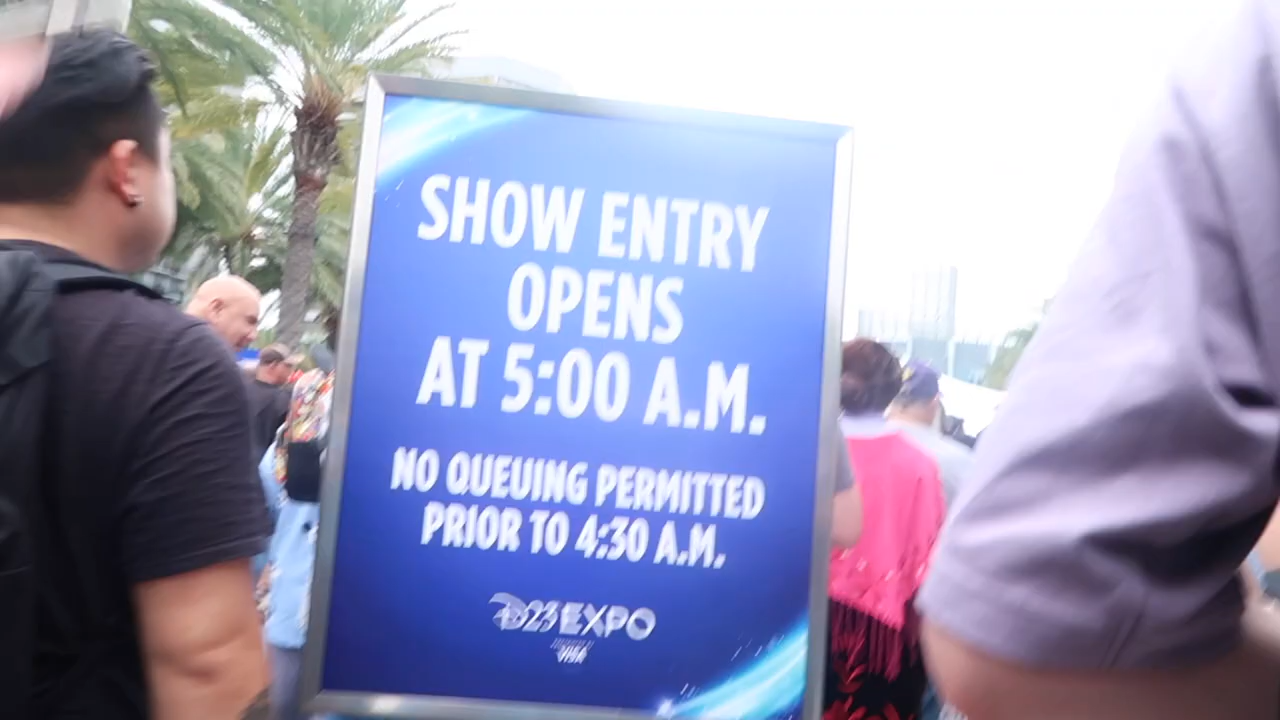 SHOW ENTRY
OPENS
AT 5:00 A.M.
NO QUEUING PERMITTED
PRIOR TO 4:30 A.M.
D23 EXPO
VISA